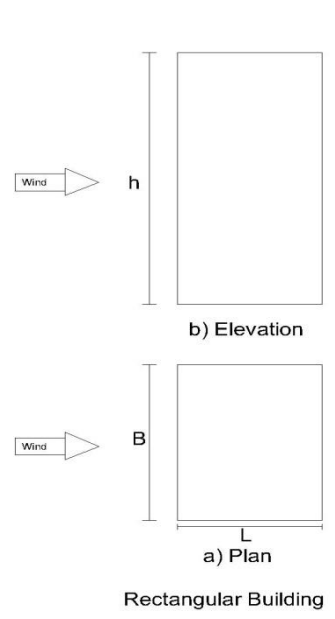 Wind
h
b) Elevation
Wind
B
L
a) Plan
Rectangular Building